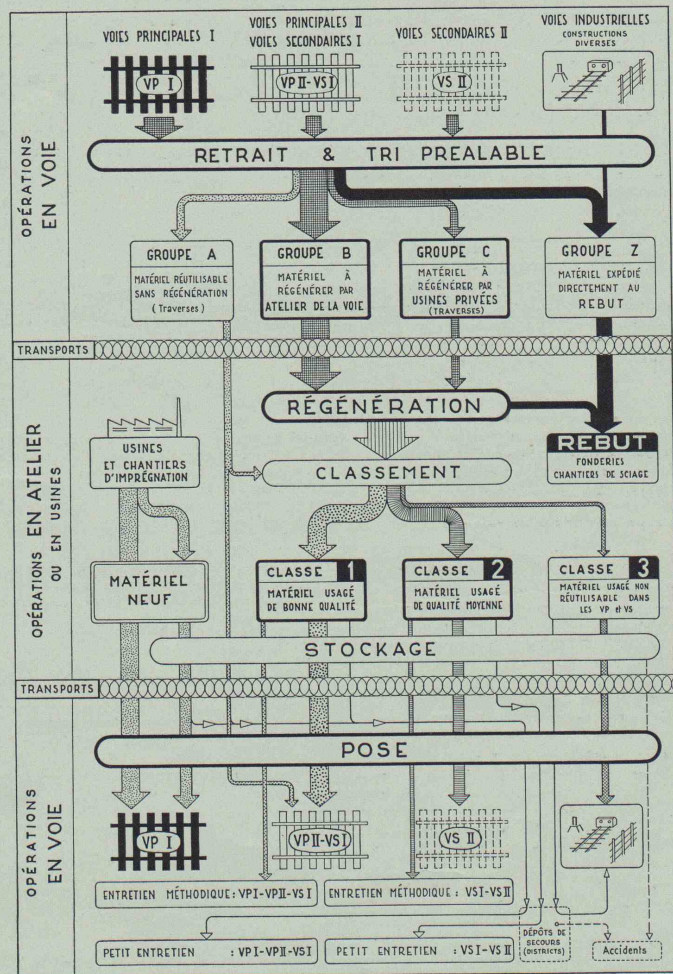 VOIES PRINCIPALES I
VOIES PRINCIPALES II
VOIES SECONDAIRES I
VOIES SECONDAIRES II
VOIES INDUSTRIELLES
CONSTRUCTIONS
DIVERSES
VP I
VP II-VS I
VS II
OPÉRATIONS
EN VOIE
RETRAIT & TRI PREALABLE
GROUPE A
MATÉRIEL RÉUTILISABLE
SANS RÉGÉNÉRATION
(Traverses)
GROUPE B
MATÉRIEL À
RÉGÉNÉRER PAR
ATELIER DE LA VOIE
GROUPE C
MATÉRIEL À
RÉGÉNÉRER PAR
USINES PRIVÉES
(TRAVERSES)
GROUPE Z
MATÉRIEL EXPÉDIÉ
DIRECTEMENT AU
REBUT
TRANSPORTS
OPÉRATIONS EN ATELIER
OU EN USINES
RÉGÉNÉRATION
REBUT
FONDERIES
CHANTIERS DE SCIAGE
USINES
ET CHANTIERS
D'IMPRÉGNATION
CLASSEMENT
MATÉRIEL
NEUF
CLASSE 1
MATÉRIEL USAGÉ
DE BONNE QUALITÉ
CLASSE 2
MATÉRIEL USAGÉ
DE QUALITÉ MOYENNE
CLASSE 3
MATÉRIEL USAGÉ NON
RÉUTILISABLE DANS
LES VP et VS
STOCKAGE
TRANSPORTS
OPÉRATIONS
EN VOIE
POSE
VP I
VP II-VS I
VS II
ENTRETIEN MÉTHODIQUE : VP I-VP II-VS I
ENTRETIEN MÉTHODIQUE : VS I-VS II
PETIT ENTRETIEN : VP I-VP II-VS I
PETIT ENTRETIEN : VS I-VS II
DÉPÔTS DE
SECOURS
(DISTRICTS)
Accidents